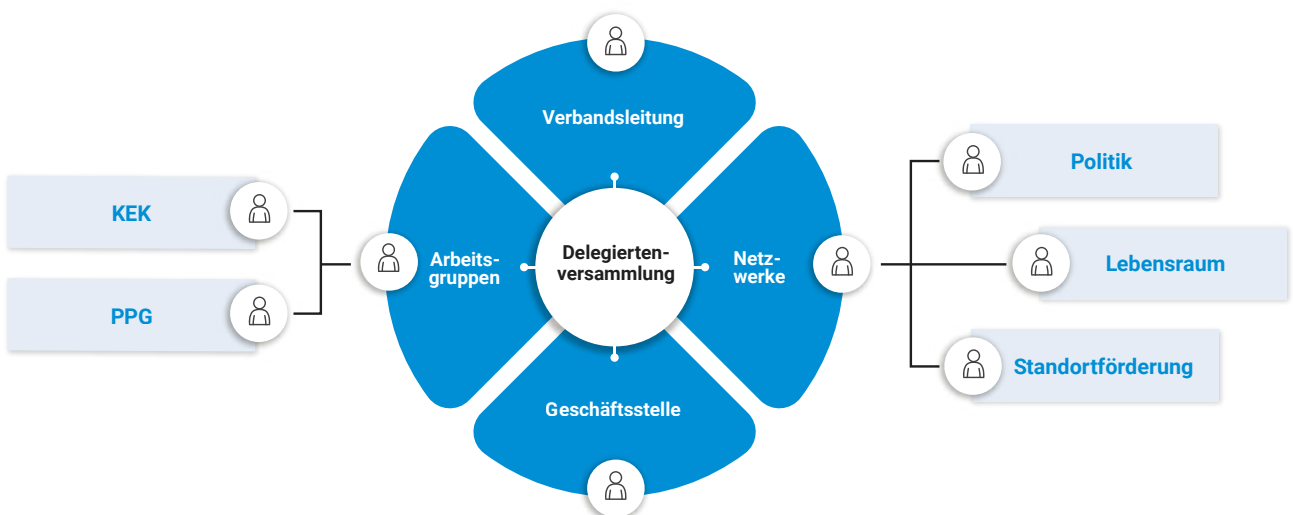 Verbandsleitung
KEK
PPG
Arbeits-
gruppen
Delegierten-
versammlung
Netz-
werke
Politik
Lebensraum
Standortförderung
Geschäftsstelle